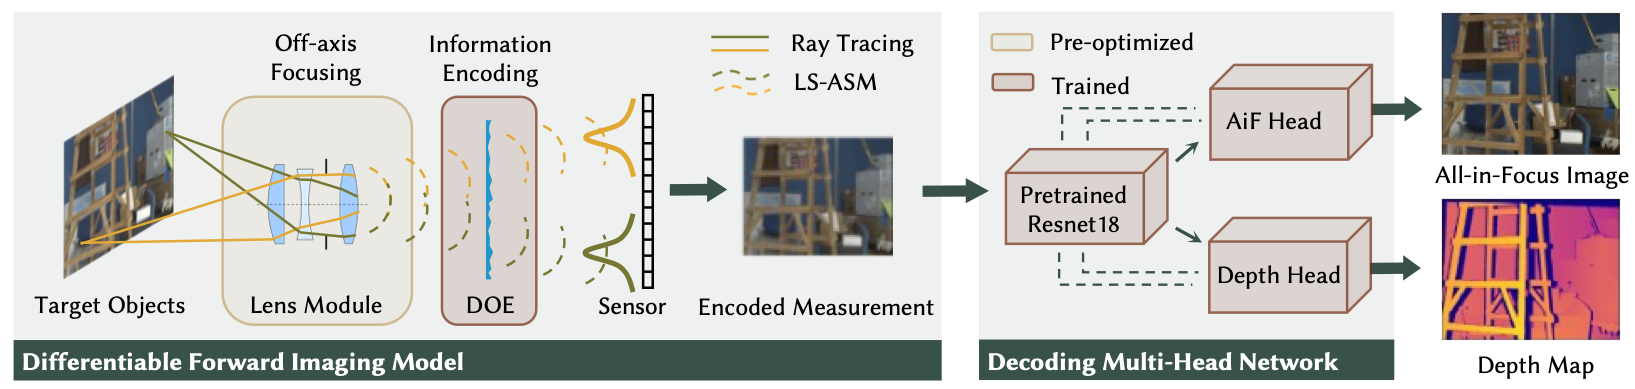 Off-axis
Focusing
Information
Encoding
Ray Tracing
LS-ASM
Target Objects
Lens Module
DOE
Sensor
Encoded Measurement
Differentiable Forward Imaging Model
Pre-optimized
Trained
AiF Head
Pretrained
Resnet18
Depth Head
Decoding Multi-Head Network
All-in-Focus Image
Depth Map